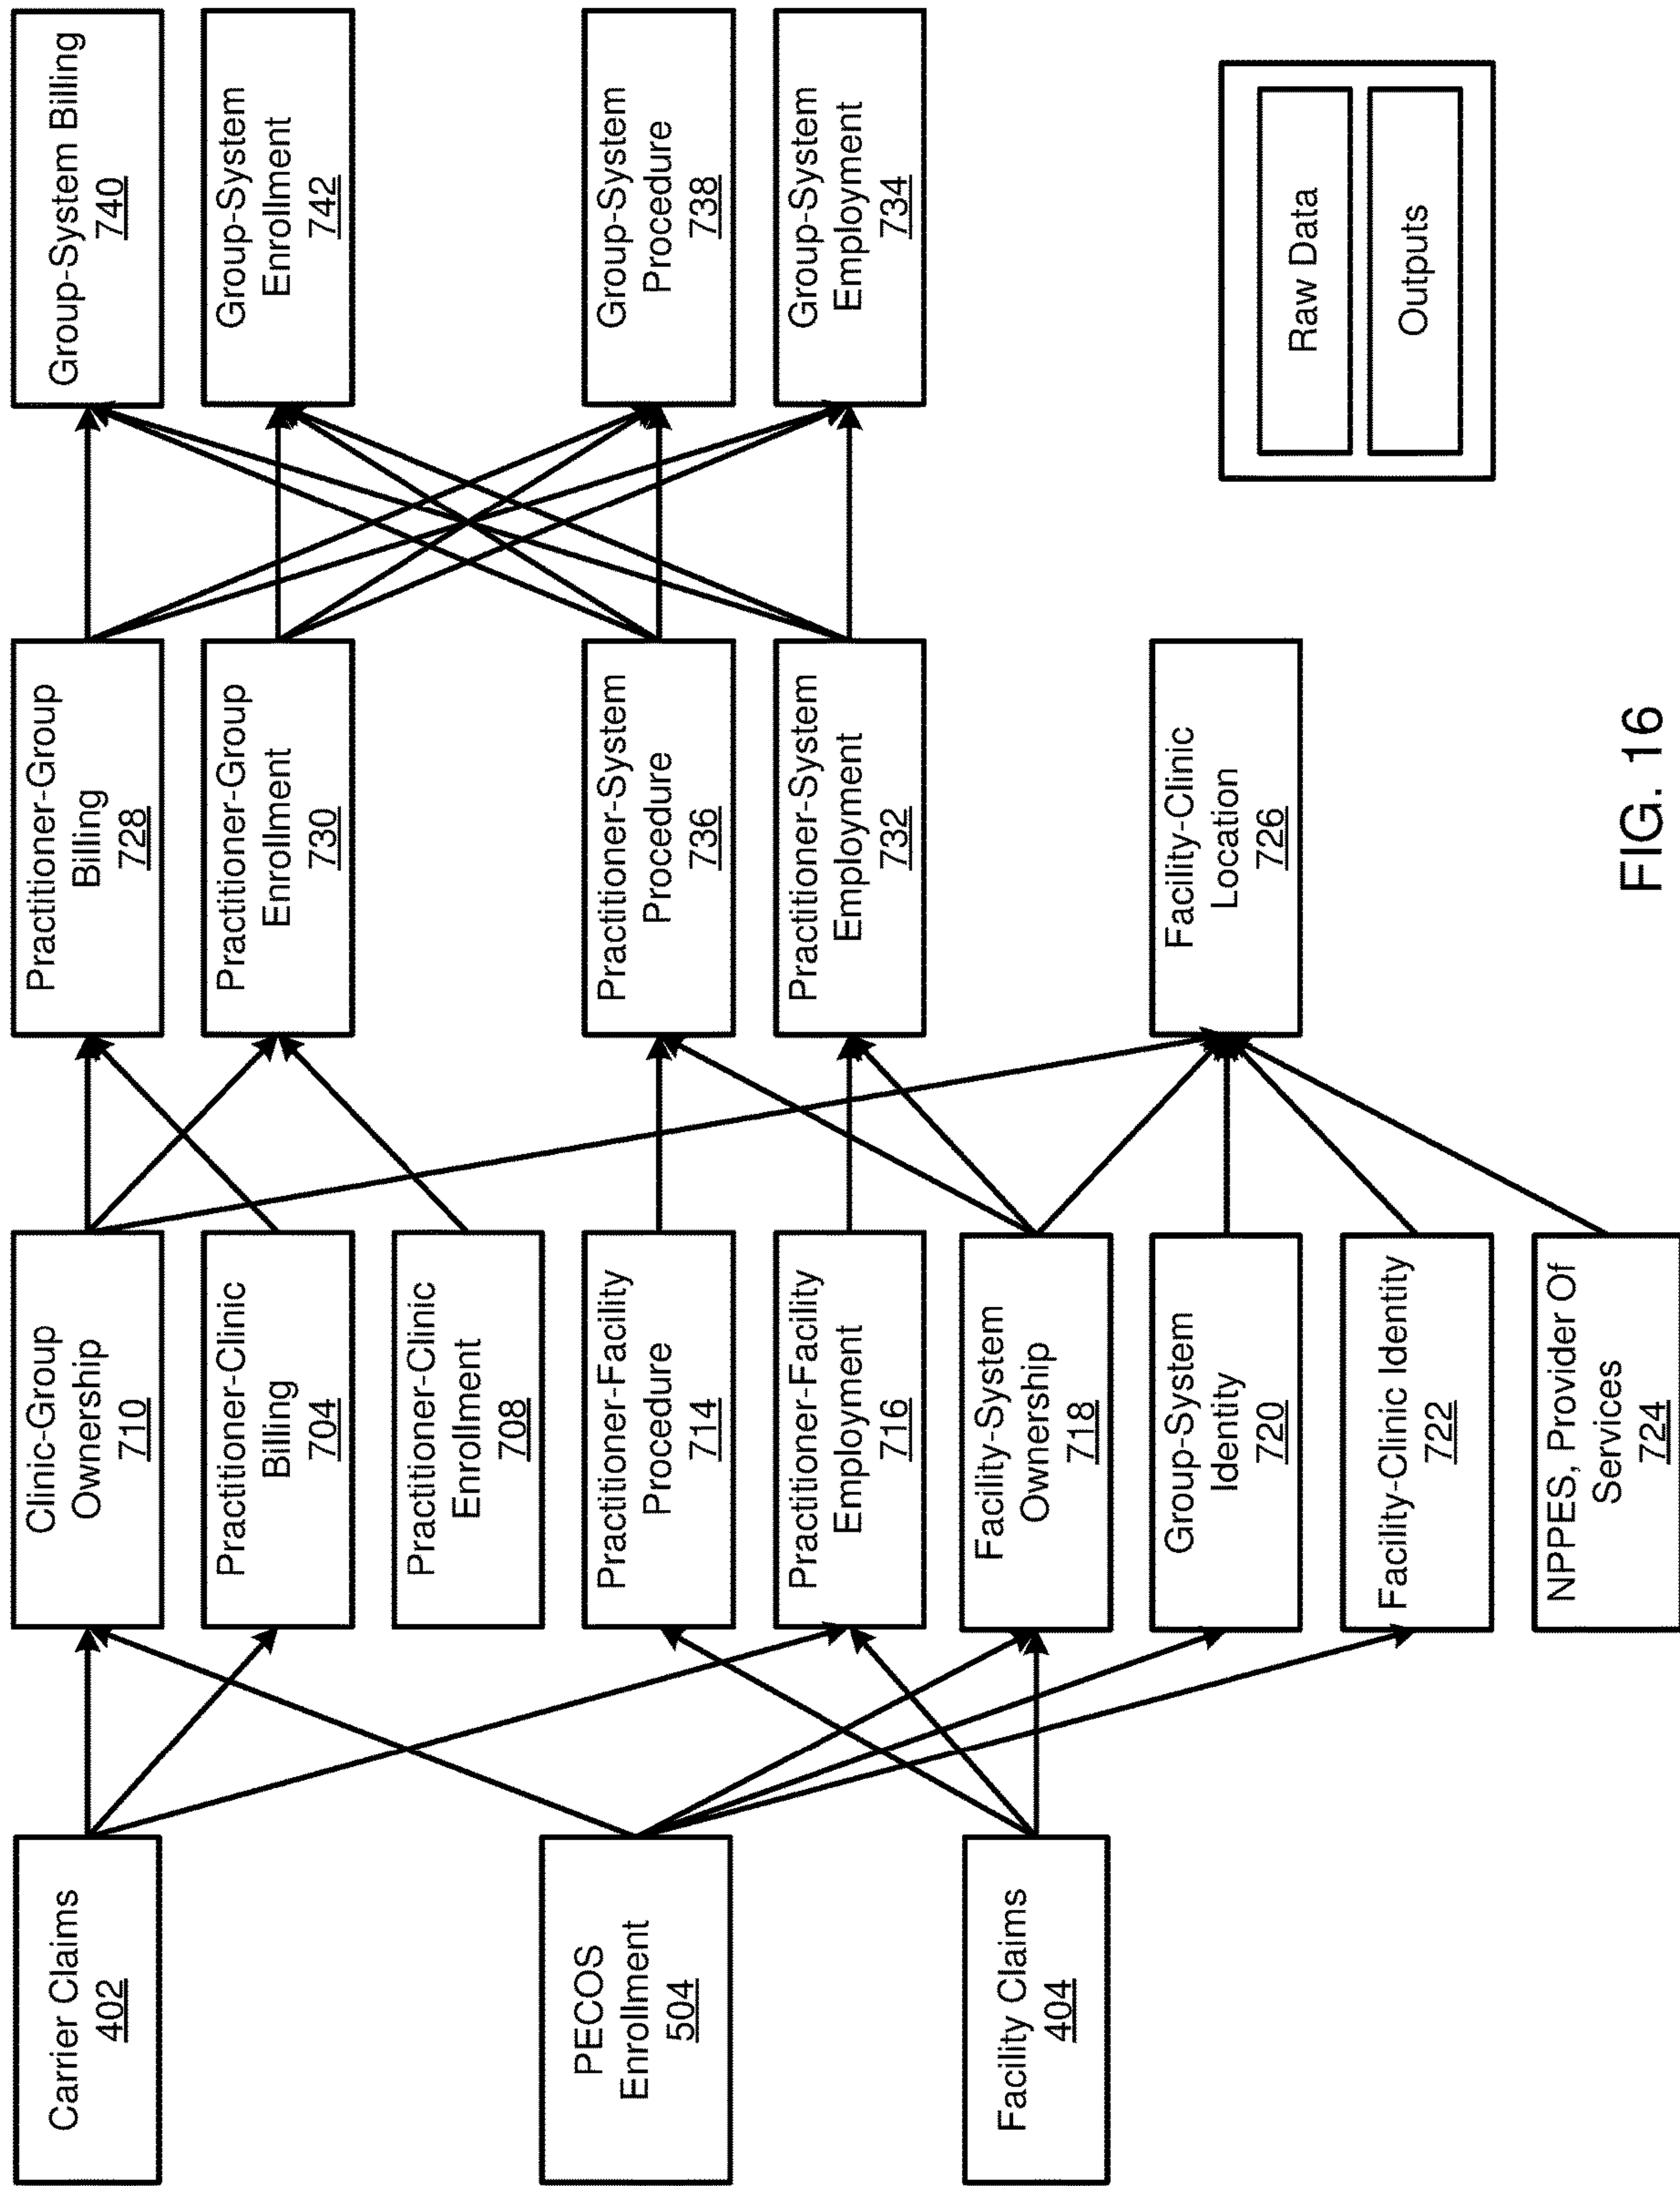 Carrier Claims
402
PECOS
Enrollment
504
Facility Claims
404
Clinic-Group
Ownership
710
Practitioner-Clinic
Billing
704
Practitioner-Clinic
Enrollment
708
Practitioner-Facility
Procedure
714
Practitioner-Facility
Employment
716
Facility-System
Ownership
718
Group-System
Identity
720
Facility-Clinic Identity
722
NPPES, Provider Of
Services
724
Practitioner-Group
Billing
728
Practitioner-Group
Enrollment
730
Practitioner-System
Procedure
736
Practitioner-System
Employment
732
Facility-Clinic
Location
726
Group-System Billing
740
Group-System
Enrollment
742
Group-System
Procedure
738
Group-System
Employment
734
Raw Data
Outputs
FIG. 16